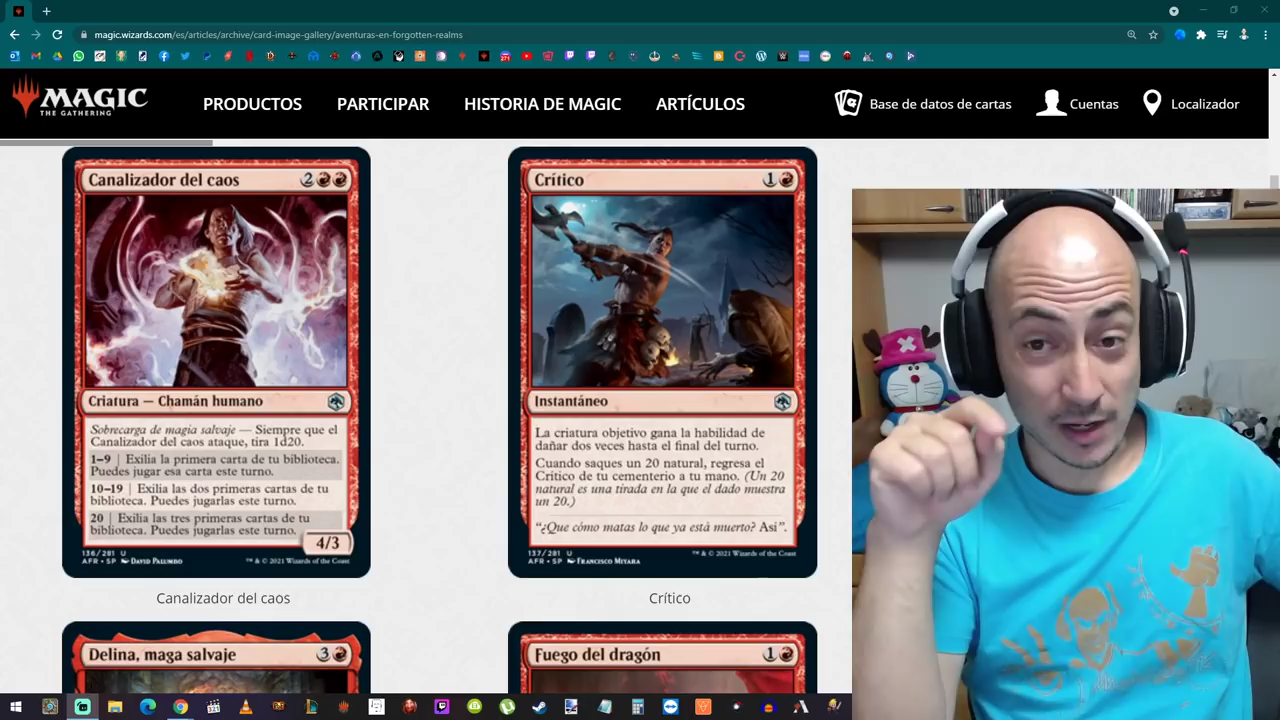 magic.wizards.com/es/articles/archive/card-image-gallery/aventuras-en-forgotten-realms
MAGIC
THE GATHERING
PRODUCTOS
PARTICIPAR
HISTORIA DE MAGIC
ARTÍCULOS
Base de datos de cartas
Cuentas
Localizador
Canalizador del caos
2
Criatura — Chamán humano
Sobrecarga de magia salvaje — Siempre que el
Canalizador del caos ataque, tira 1d20.
1–9 | Exilia la primera carta de tu biblioteca.
Puedes jugar esa carta este turno.
10–19 | Exilia las dos primeras cartas de tu
biblioteca. Puedes jugarlas este turno.
20 | Exilia las tres primeras cartas de tu
biblioteca. Puedes jugarlas este turno.
4/3
136/281 U
AFR • SP David Palumbo
™ & © 2021 Wizards of the Coast
Canalizador del caos
Crítico
1
Instantáneo
La criatura objetivo gana la habilidad de
dañar dos veces hasta el final del turno.
Cuando saques un 20 natural, regresa el
Crítico de tu cementerio a tu mano. (Un 20
natural es una tirada en la que el dado muestra
un 20.)
“¿Que cómo matas lo que ya está muerto? Así”.
137/281 U
AFR • SP Francisco Miyara
™ & © 2021 Wizards of the Coast
Crítico
Delina, maga salvaje
3
Fuego del dragón
1